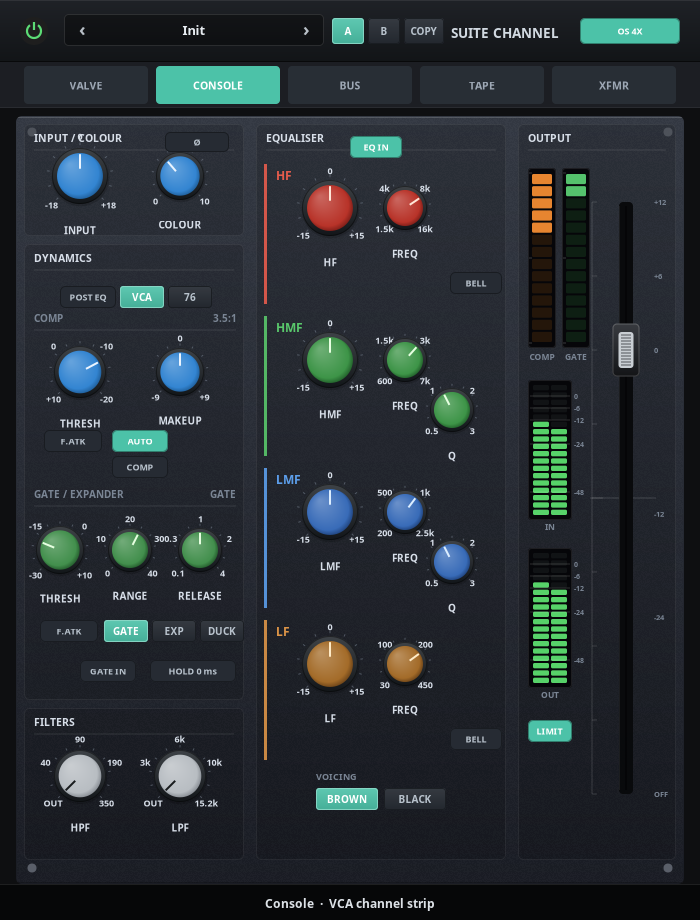 ‹ Init › A B COPY SUITE CHANNEL OS 4X
VALVE CONSOLE BUS TAPE XFMR
INPUT / COLOUR
Ø
0
-18 +18
INPUT
0 10
COLOUR
DYNAMICS
POST EQ VCA 76
COMP 3.5:1
0 -10
+10 -20
THRESH
0
-9 +9
MAKEUP
F.ATK AUTO
COMP
GATE / EXPANDER GATE
-15 0
-30 +10
THRESH
20
10 30
0 40
RANGE
1
0.3 2
0.1 4
RELEASE
F.ATK GATE EXP DUCK
GATE IN HOLD 0 ms
FILTERS
90
40 190
OUT 350
HPF
6k
3k 10k
OUT 15.2k
LPF
EQUALISER
EQ IN
HF
0
-15 +15
HF
4k 8k
1.5k 16k
FREQ
BELL
HMF
0
-15 +15
HMF
1.5k 3k
600 7k
FREQ
1 2
0.5 3
Q
LMF
0
-15 +15
LMF
500 1k
200 2.5k
FREQ
1 2
0.5 3
Q
LF
0
-15 +15
LF
100 200
30 450
FREQ
BELL
VOICING
BROWN BLACK
OUTPUT
COMP GATE
0
-6
-12
-24
-48
IN
0
-6
-12
-24
-48
OUT
LIMIT
+12
+6
0
-12
-24
OFF
Console · VCA channel strip